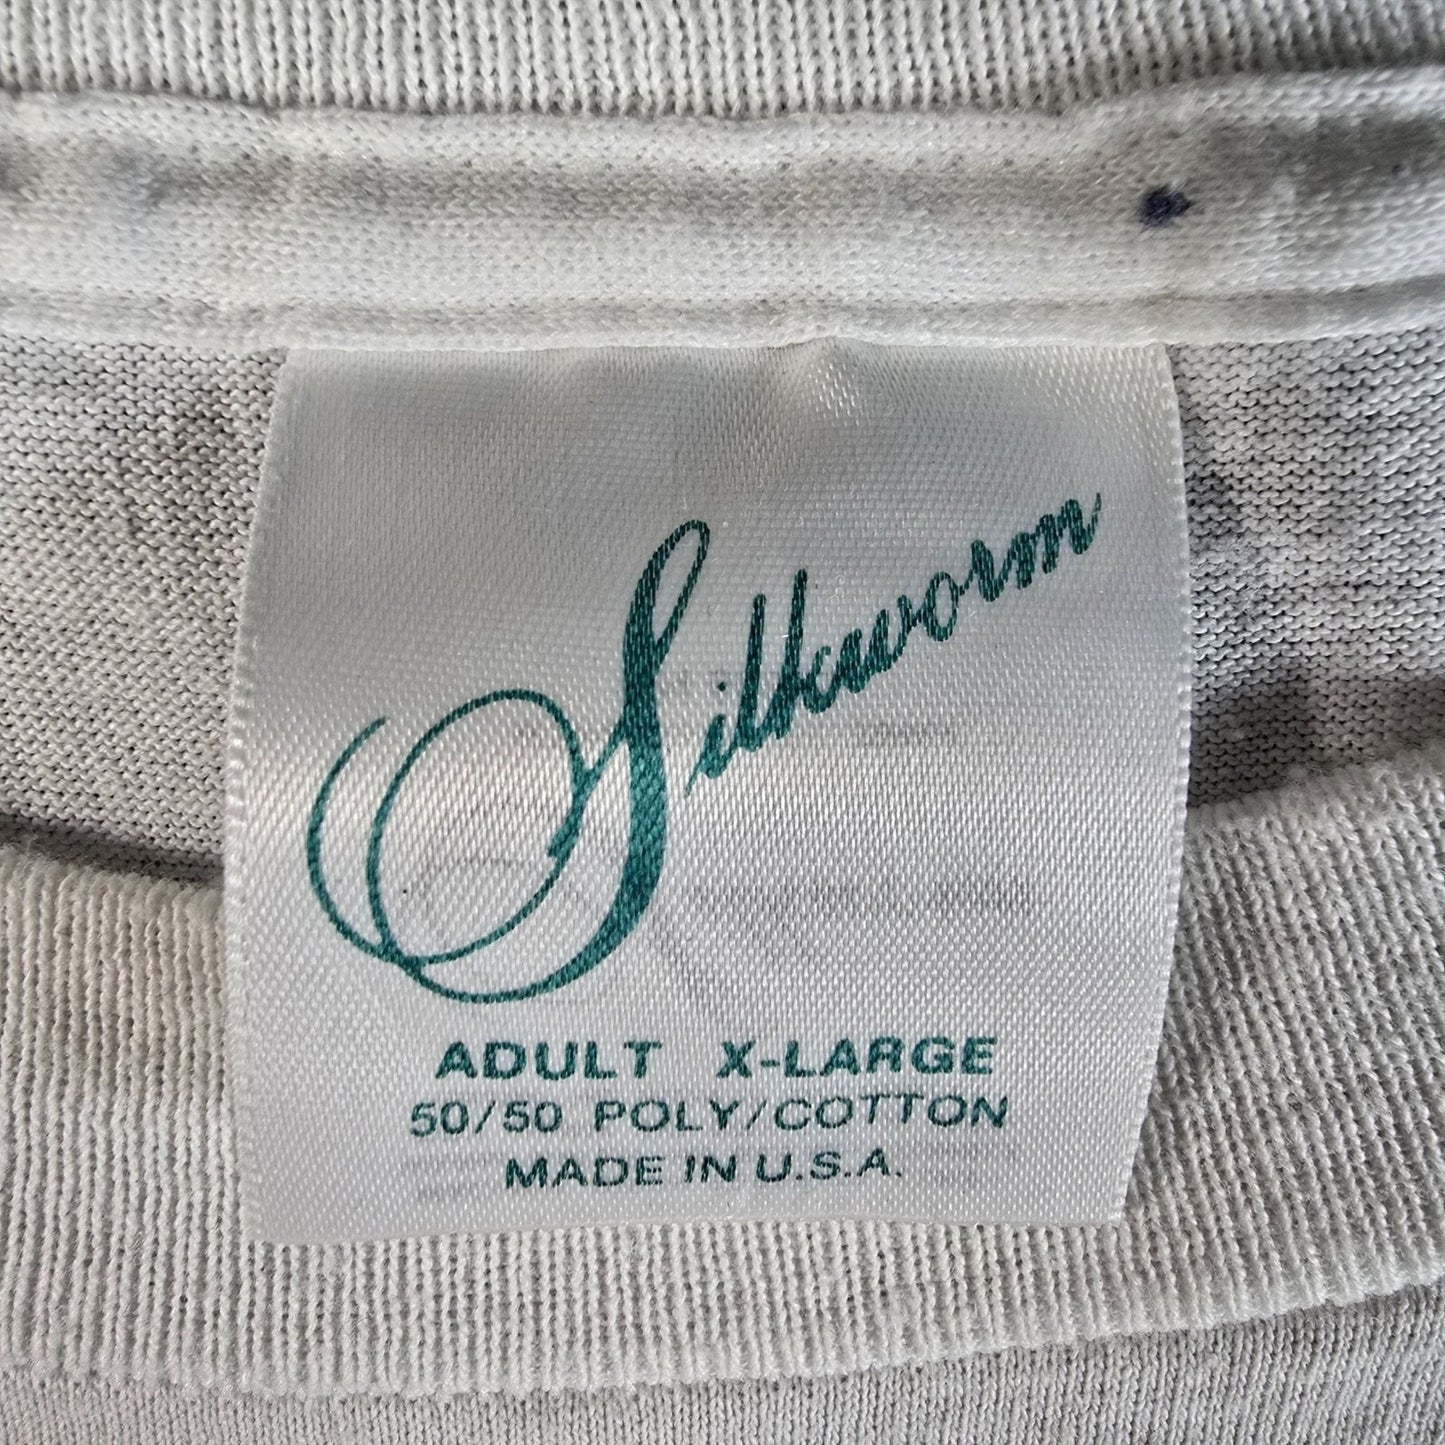 Silkworm
ADULT X-LARGE
50/50 POLY/COTTON
MADE IN U.S.A.